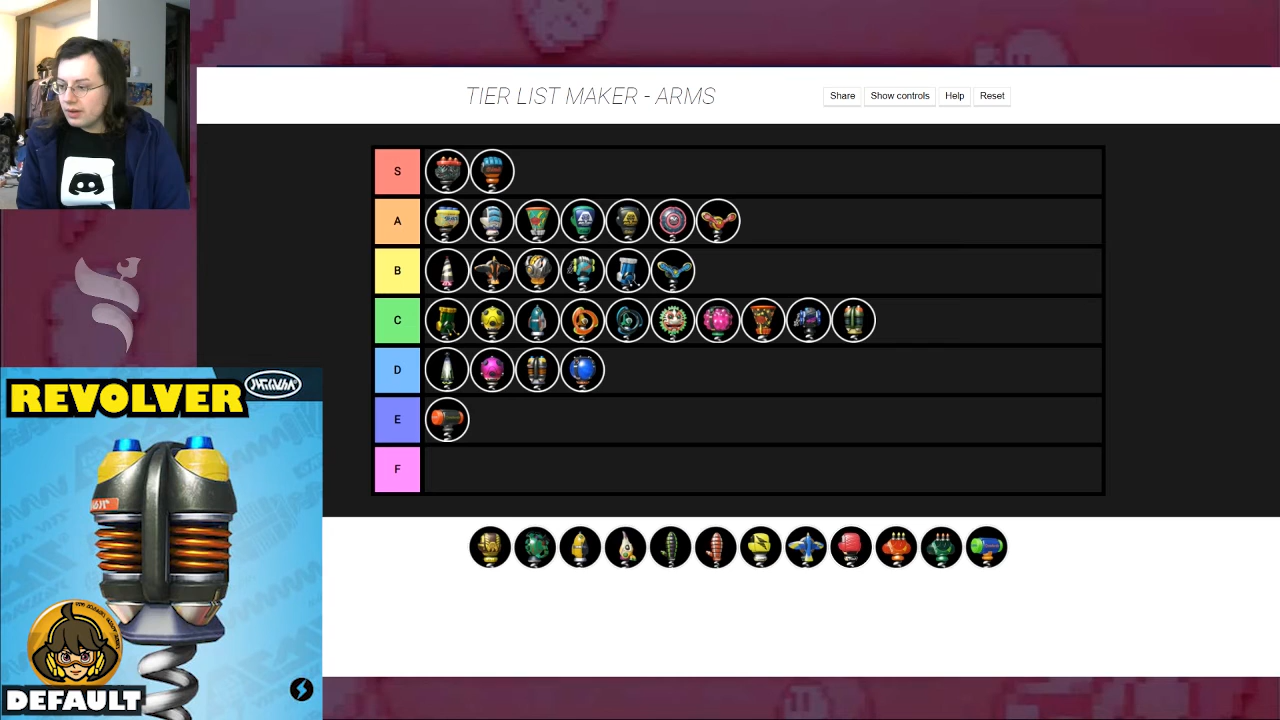 TIER LIST MAKER - ARMS
Share
Show controls
Help
Reset
S
A
B
C
D
E
F
REVOLVER
DEFAULT